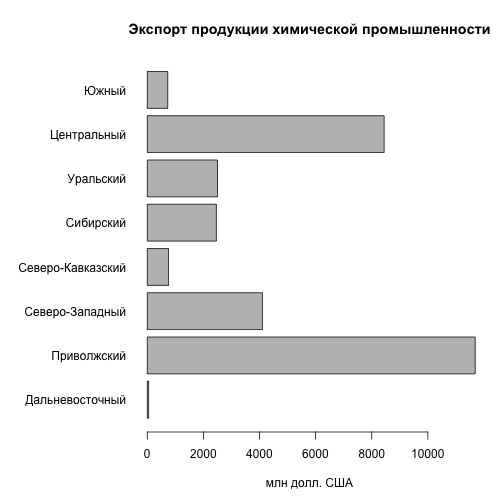 Экспорт продукции химической промышленности
Южный
Центральный
Уральский
Сибирский
Северо-Кавказский
Северо-Западный
Приволжский
Дальневосточный
0 2000 4000 6000 8000 10000
млн долл. США